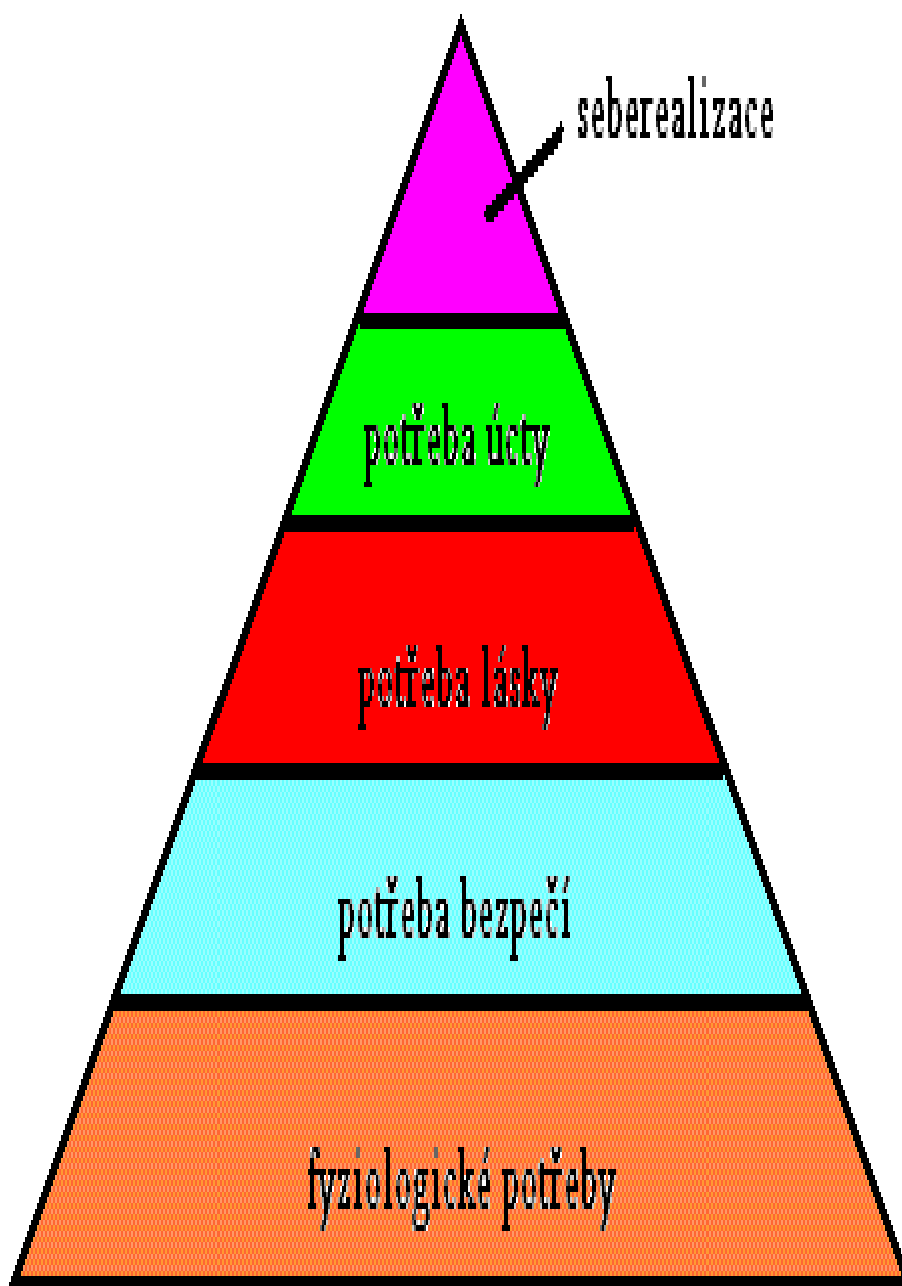 seberealizace
potřeba úcty
potřeba lásky
potřeba bezpečí
fyziologické potřeby